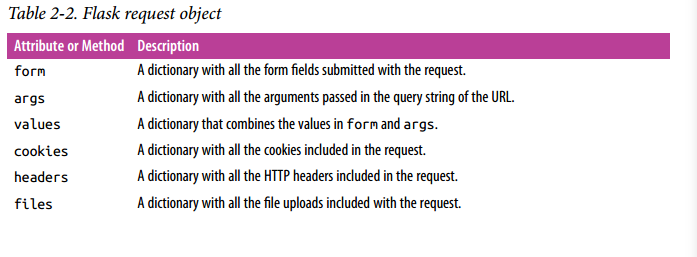 Table 2-2. Flask request object
Attribute or Method Description
form A dictionary with all the form fields submitted with the request.
args A dictionary with all the arguments passed in the query string of the URL.
values A dictionary that combines the values in form and args.
cookies A dictionary with all the cookies included in the request.
headers A dictionary with all the HTTP headers included in the request.
files A dictionary with all the file uploads included with the request.